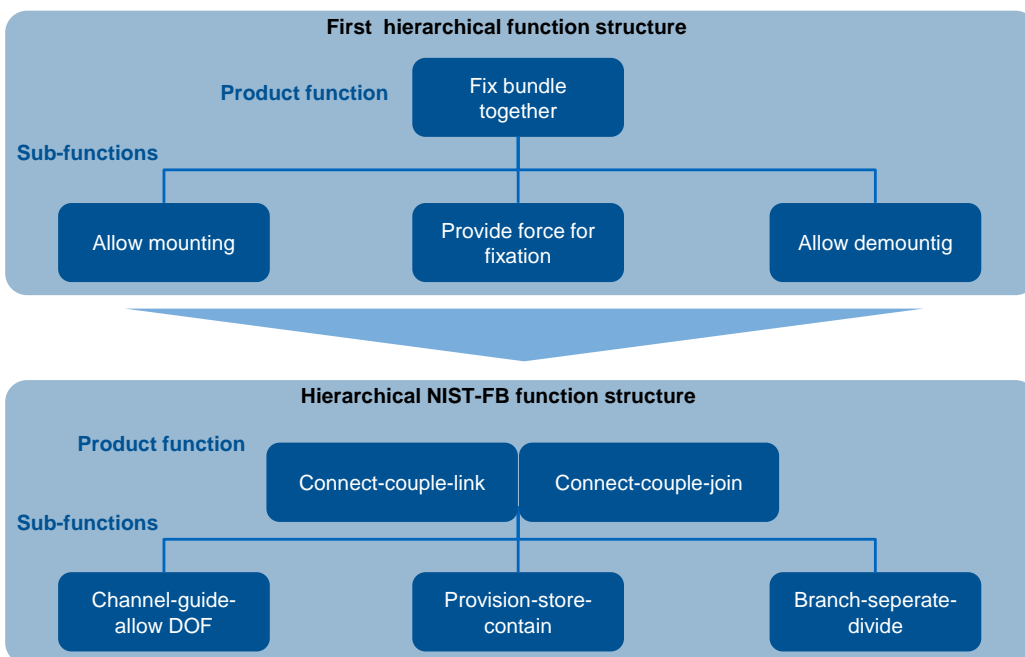 First hierarchical function structure
Product function
Fix bundle
together
Sub-functions
Allow mounting
Provide force for
fixation
Allow demountig
Hierarchical NIST-FB function structure
Product function
Connect-couple-link
Connect-couple-join
Sub-functions
Channel-guide-
allow DOF
Provision-store-
contain
Branch-seperate-
divide